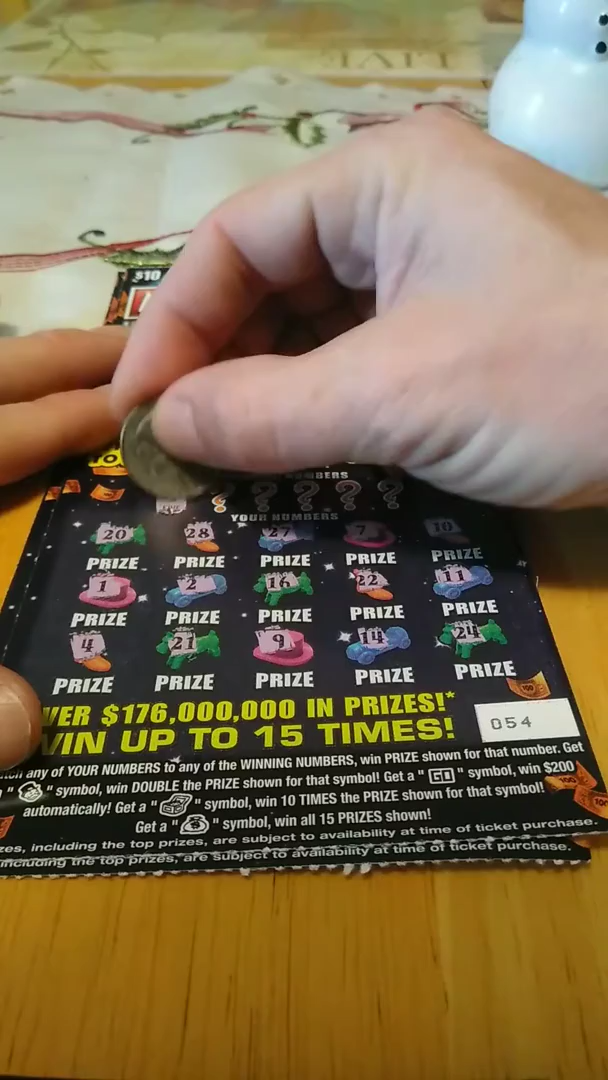 LIVE
$10
TO
NUMBERS
YOUR NUMBERS
20 28 27 7 10
PRIZE PRIZE PRIZE PRIZE PRIZE
1 2 16 22 11
PRIZE PRIZE PRIZE PRIZE PRIZE
4 21 9 14 24
PRIZE PRIZE PRIZE PRIZE PRIZE
VER $176,000,000 IN PRIZES!*
WIN UP TO 15 TIMES!
054
any of YOUR NUMBERS to any of the WINNING NUMBERS, win PRIZE shown for that number. Get
" " symbol, win DOUBLE the PRIZE shown for that symbol! Get a "GO" symbol, win $200
automatically! Get a " " symbol, win 10 TIMES the PRIZE shown for that symbol!
Get a " " symbol, win all 15 PRIZES shown!
zes, including the top prizes, are subject to availability at time of ticket purchase.
including the top prizes, are subject to availability at time of ticket purchase.